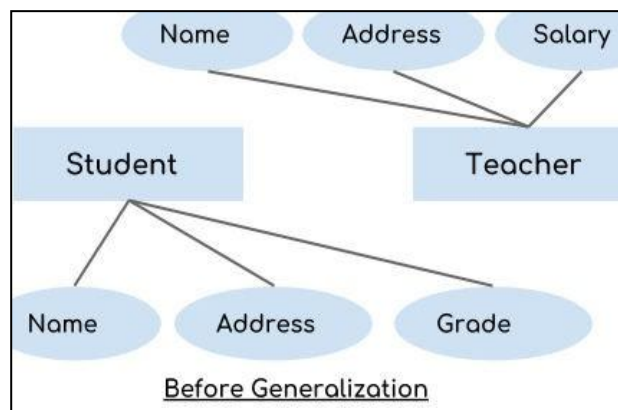 Name Address Salary
Student Teacher
Name Address Grade
Before Generalization